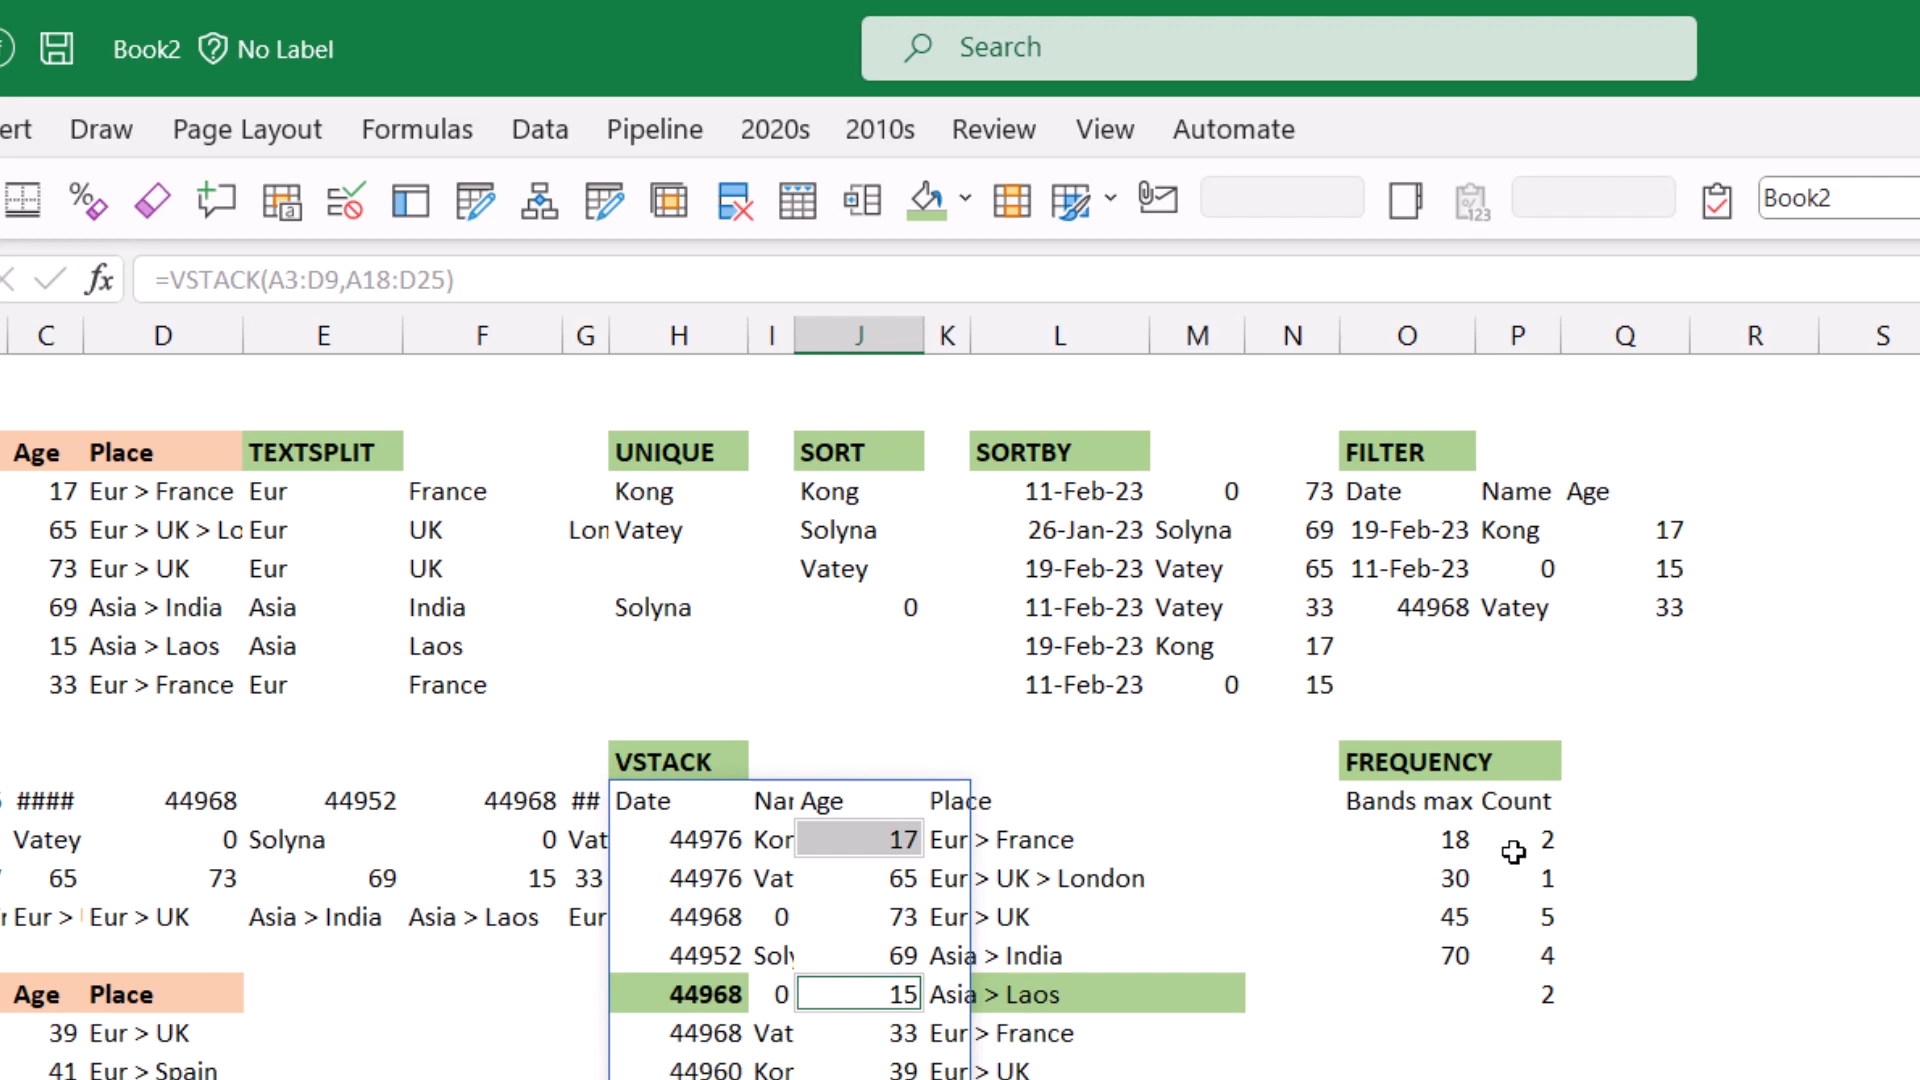 Book2 No Label Search
ert Draw Page Layout Formulas Data Pipeline 2020s 2010s Review View Automate
Book2
fx =VSTACK(A3:D9,A18:D25)
C D E F G H I J K L M N O P Q R S
Age Place TEXTSPLIT UNIQUE SORT SORTBY FILTER
17 Eur > France Eur France Kong Kong 11-Feb-23 0 73 Date Name Age
65 Eur > UK > Lo Eur UK Lon Vatey Solyna 26-Jan-23 Solyna 69 19-Feb-23 Kong 17
73 Eur > UK Eur UK Vatey 19-Feb-23 Vatey 65 11-Feb-23 0 15
69 Asia > India Asia India Solyna 0 11-Feb-23 Vatey 33 44968 Vatey 33
15 Asia > Laos Asia Laos 19-Feb-23 Kong 17
33 Eur > France Eur France 11-Feb-23 0 15
VSTACK FREQUENCY
#### 44968 44952 44968 ## Date Nar Age Place Bands max Count
Vatey 0 Solyna 0 Vat 44976 Kor 17 Eur > France 18 2
65 73 69 15 33 44976 Vat 65 Eur > UK > London 30 1
Eur > Eur > UK Asia > India Asia > Laos Eur 44968 0 73 Eur > UK 45 5
44952 Soly 69 Asia > India 70 4
Age Place 44968 0 15 Asia > Laos 2
39 Eur > UK 44968 Vat 33 Eur > France
41 Eur > Spain 44960 Kor 39 Eur > UK